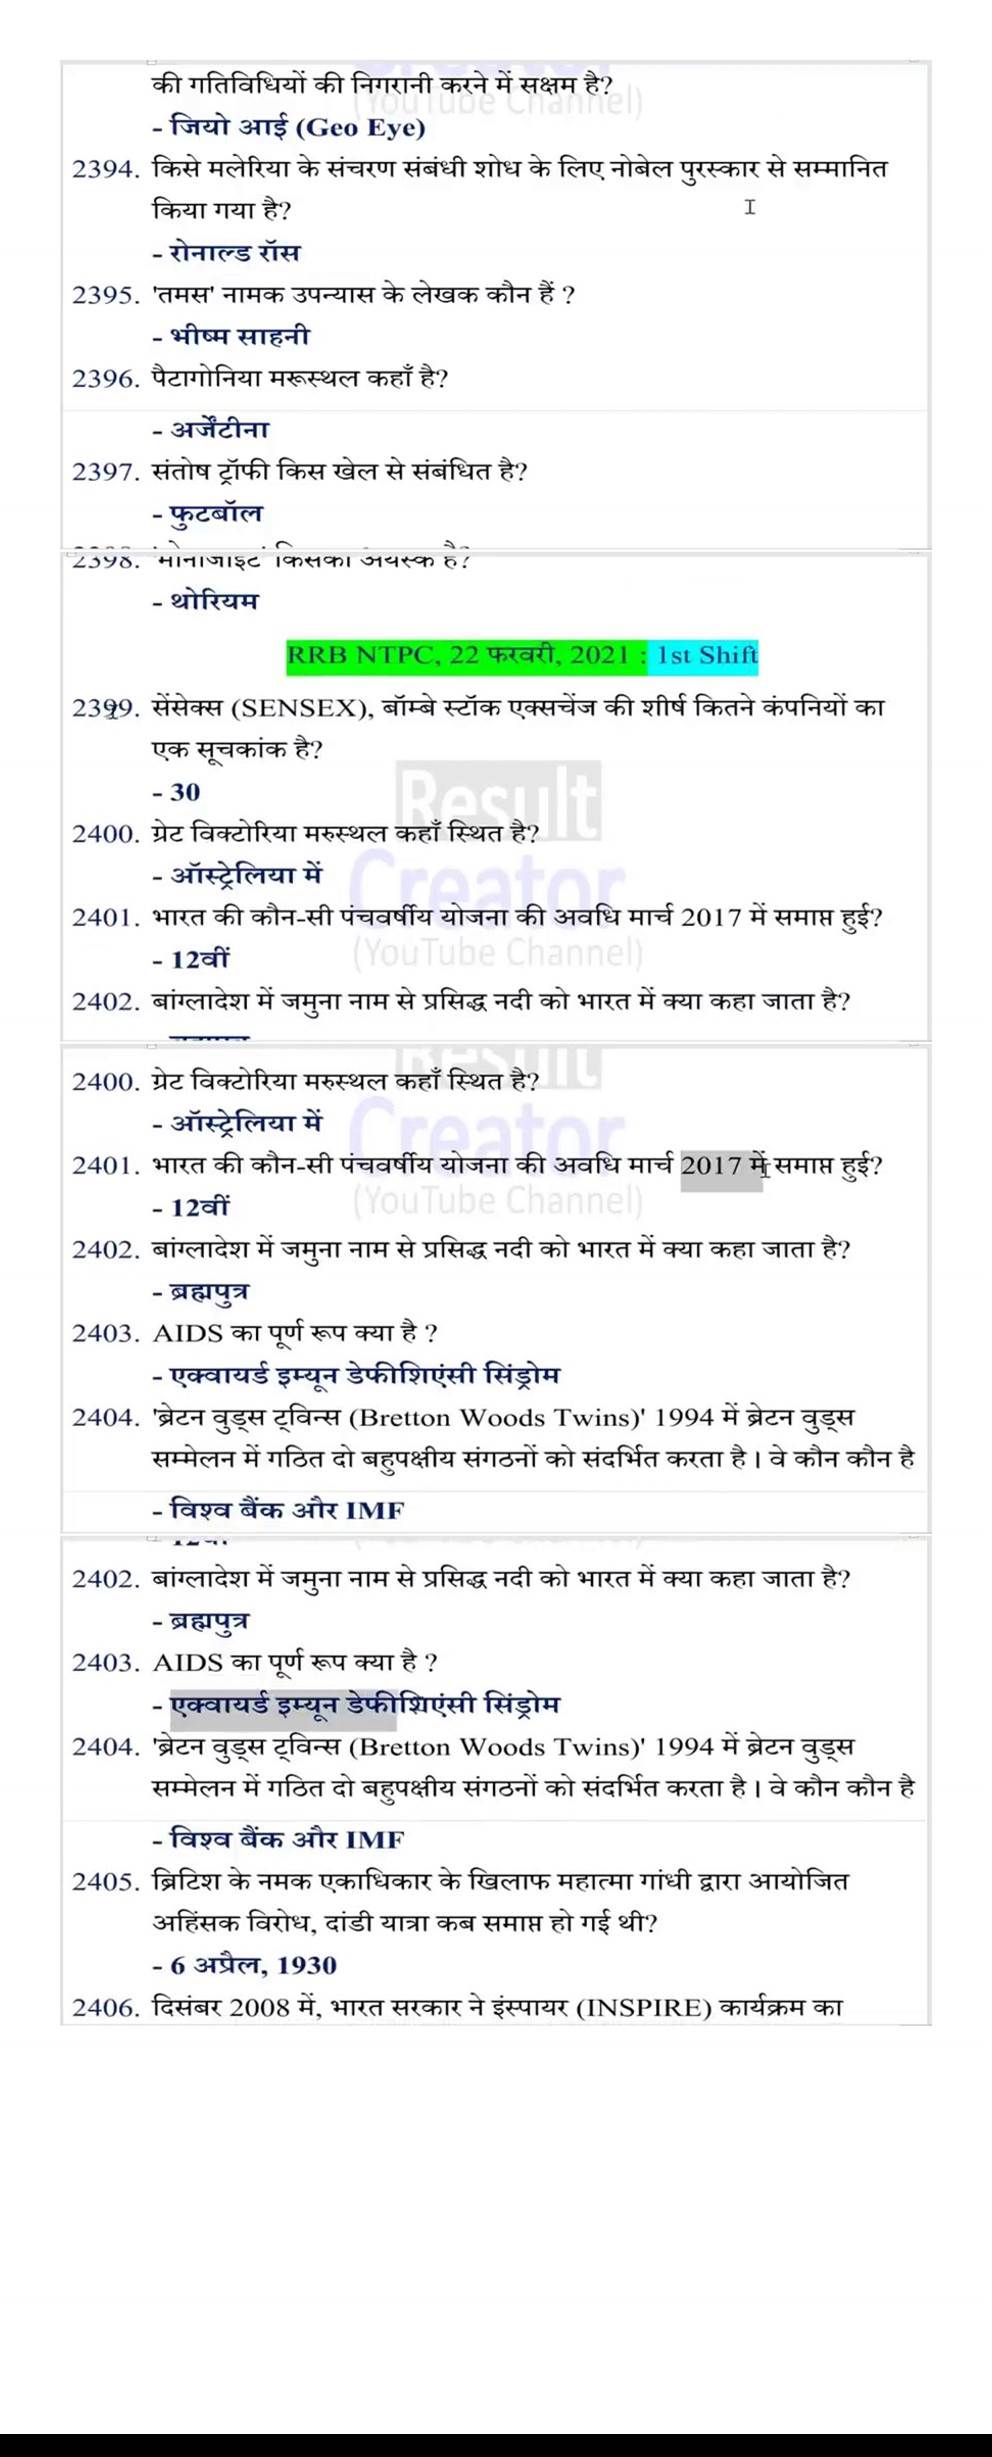 की गतिविधियों की निगरानी करने में सक्षम है?
(YouTube Channel)
- जियो आई (Geo Eye)
2394. किसे मलेरिया के संचरण संबंधी शोध के लिए नोबेल पुरस्कार से सम्मानित
किया गया है?
- रोनाल्ड रॉस
2395. 'तमस' नामक उपन्यास के लेखक कौन हैं ?
- भीष्म साहनी
2396. पैटागोनिया मरूस्थल कहाँ है?
- अर्जेंटीना
2397. संतोष ट्रॉफी किस खेल से संबंधित है?
- फुटबॉल
2398. 'मोनाजाइट' किसका अयस्क है?
- थोरियम
RRB NTPC, 22 फरवरी, 2021 : 1st Shift
2399. सेंसेक्स (SENSEX), बॉम्बे स्टॉक एक्सचेंज की शीर्ष कितने कंपनियों का
एक सूचकांक है?
- 30
Result
2400. ग्रेट विक्टोरिया मरुस्थल कहाँ स्थित है?
- ऑस्ट्रेलिया में
Creator
2401. भारत की कौन-सी पंचवर्षीय योजना की अवधि मार्च 2017 में समाप्त हुई?
- 12वीं
(YouTube Channel)
2402. बांग्लादेश में जमुना नाम से प्रसिद्ध नदी को भारत में क्या कहा जाता है?
Result
2400. ग्रेट विक्टोरिया मरुस्थल कहाँ स्थित है?
- ऑस्ट्रेलिया में
Creator
2401. भारत की कौन-सी पंचवर्षीय योजना की अवधि मार्च 2017 में समाप्त हुई?
- 12वीं
(YouTube Channel)
2402. बांग्लादेश में जमुना नाम से प्रसिद्ध नदी को भारत में क्या कहा जाता है?
- ब्रह्मपुत्र
2403. AIDS का पूर्ण रूप क्या है ?
- एक्वायर्ड इम्यून डेफीशिएंसी सिंड्रोम
2404. 'ब्रेटन वुड्स ट्विन्स (Bretton Woods Twins)' 1994 में ब्रेटन वुड्स
सम्मेलन में गठित दो बहुपक्षीय संगठनों को संदर्भित करता है। वे कौन कौन है
- विश्व बैंक और IMF
2402. बांग्लादेश में जमुना नाम से प्रसिद्ध नदी को भारत में क्या कहा जाता है?
- ब्रह्मपुत्र
2403. AIDS का पूर्ण रूप क्या है ?
- एक्वायर्ड इम्यून डेफीशिएंसी सिंड्रोम
2404. 'ब्रेटन वुड्स ट्विन्स (Bretton Woods Twins)' 1994 में ब्रेटन वुड्स
सम्मेलन में गठित दो बहुपक्षीय संगठनों को संदर्भित करता है। वे कौन कौन है
- विश्व बैंक और IMF
2405. ब्रिटिश के नमक एकाधिकार के खिलाफ महात्मा गांधी द्वारा आयोजित
अहिंसक विरोध, दांडी यात्रा कब समाप्त हो गई थी?
- 6 अप्रैल, 1930
2406. दिसंबर 2008 में, भारत सरकार ने इंस्पायर (INSPIRE) कार्यक्रम का